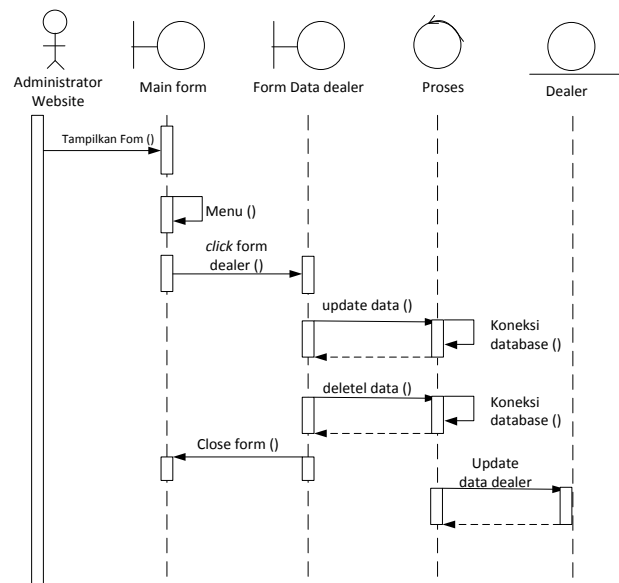 Administrator
Website
Main form
Form Data dealer
Proses
Dealer
Tampilkan Fom ()
Menu ()
click form
dealer ()
update data ()
Koneksi
database ()
deletel data ()
Koneksi
database ()
Close form ()
Update
data dealer